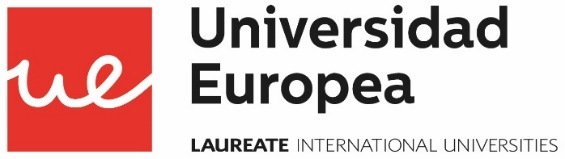 ue
Universidad
Europea
LAUREATE INTERNATIONAL UNIVERSITIES